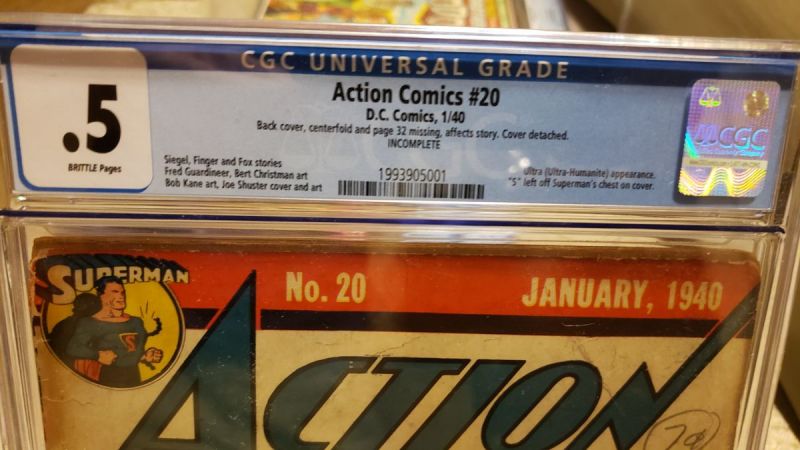 CGC UNIVERSAL GRADE
.5
BRITTLE Pages
Action Comics #20
D.C. Comics, 1/40
Back cover, centerfold and page 32 missing, affects story. Cover detached.
INCOMPLETE
Siegel, Finger and Fox stories
Fred Guardineer, Bert Christman art
Bob Kane art, Joe Shuster cover and art
1993905001
Ultra (Ultra-Humanite) appearance.
"S" left off Superman's chest on cover.
CGC
SUPERMAN
S
No. 20
JANUARY, 1940
ACTION